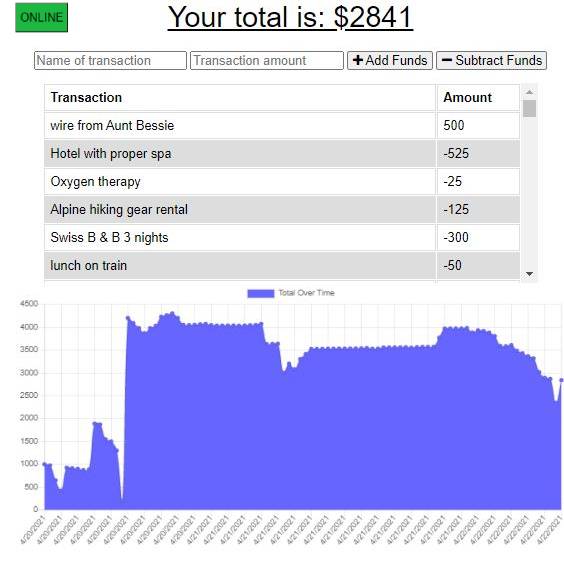 ONLINE
Your total is: $2841
Name of transaction Transaction amount + Add Funds − Subtract Funds
Transaction Amount
wire from Aunt Bessie 500
Hotel with proper spa -525
Oxygen therapy -25
Alpine hiking gear rental -125
Swiss B & B 3 nights -300
lunch on train -50
Total Over Time
4500
4000
3500
3000
2500
2000
1500
1000
500
0
4/20/2021 4/20/2021 4/20/2021 4/20/2021 4/20/2021 4/20/2021 4/20/2021 4/20/2021 4/20/2021 4/20/2021 4/21/2021 4/21/2021 4/21/2021 4/21/2021 4/21/2021 4/21/2021 4/21/2021 4/21/2021 4/21/2021 4/21/2021 4/21/2021 4/21/2021 4/21/2021 4/21/2021 4/21/2021 4/21/2021 4/22/2021 4/22/2021 4/22/2021 4/22/2021 4/22/2021 4/22/2021